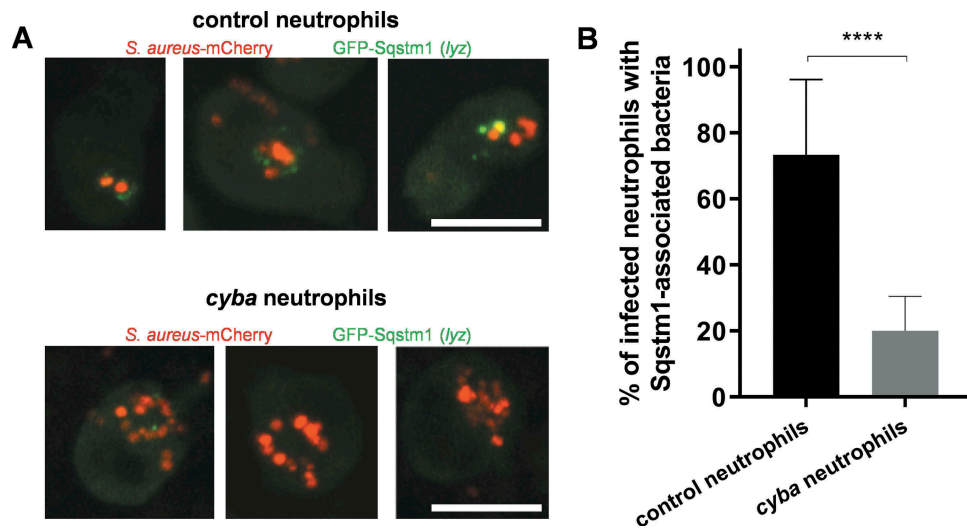 A
control neutrophils
S. aureus-mCherry GFP-Sqstm1 (lyz)
cyba neutrophils
S. aureus-mCherry GFP-Sqstm1 (lyz)
B
% of infected neutrophils with
Sqstm1-associated bacteria
****
100
80
60
40
20
0
control neutrophils
cyba neutrophils